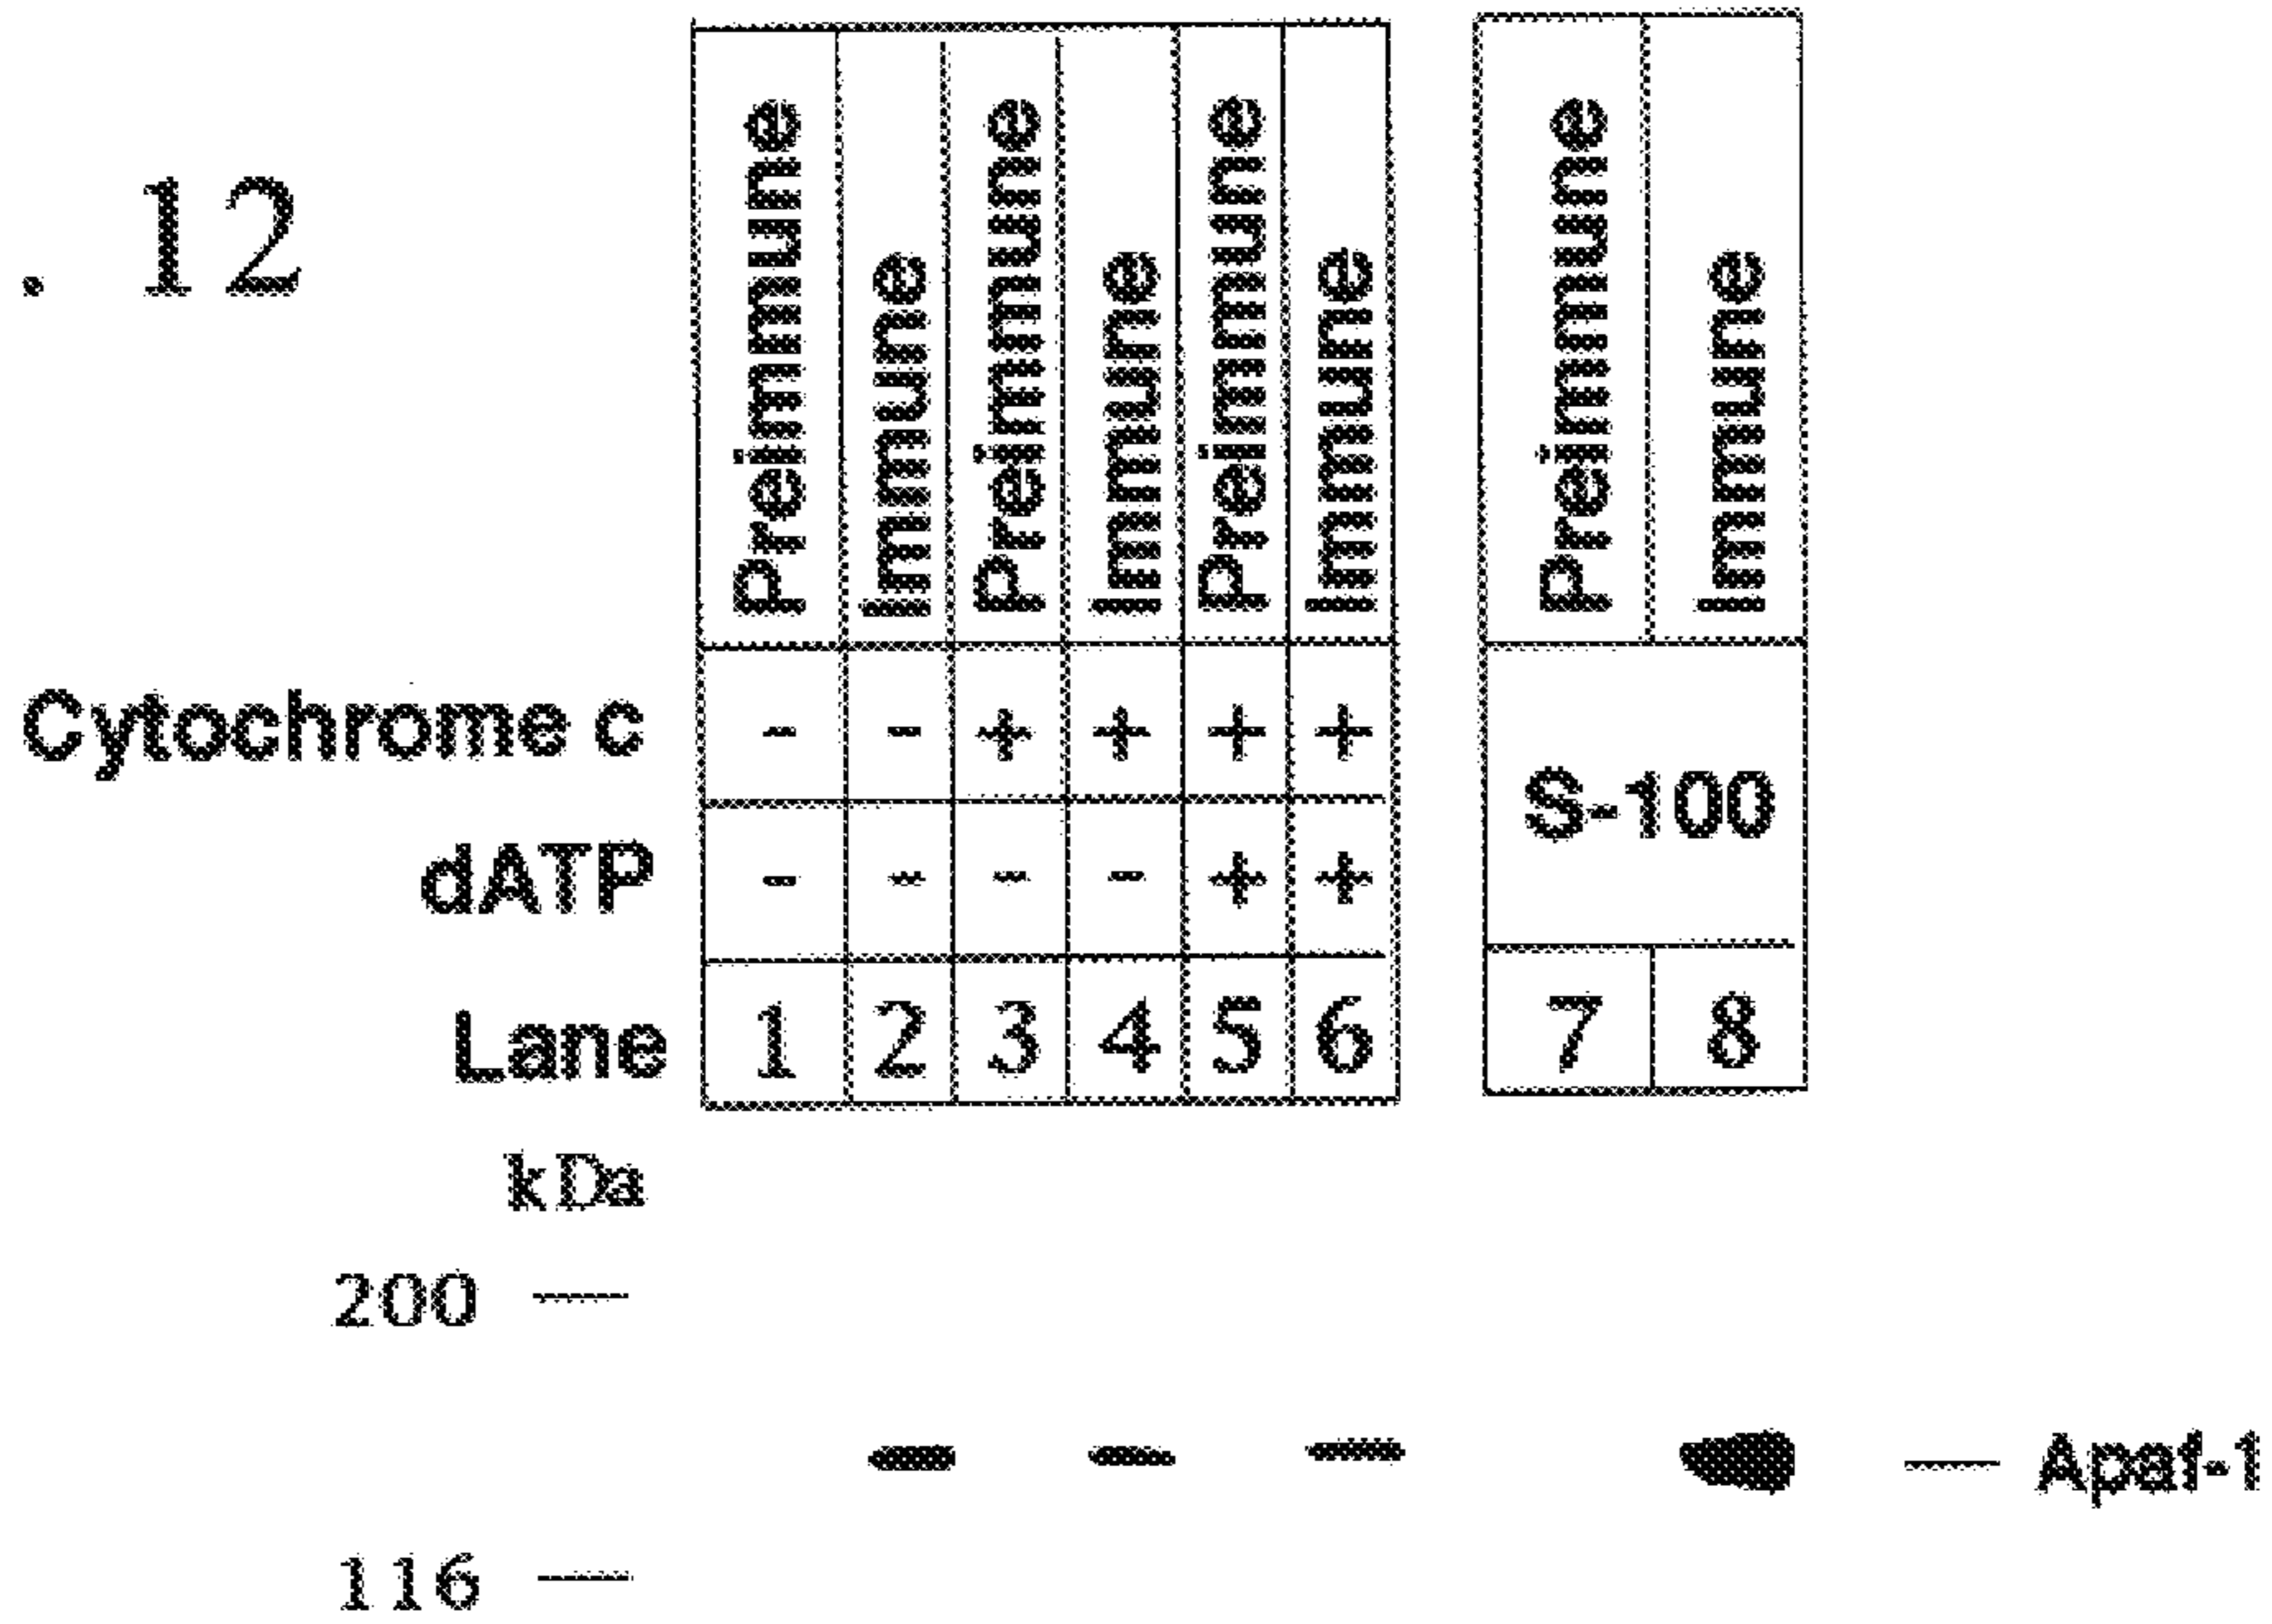 . 12
Preimmune Immune Preimmune Immune Preimmune Immune Preimmune Immune
Cytochrome c - - + + + + S-100
dATP - - - - + +
Lane 1 2 3 4 5 6 7 8
kDa
200 —
— Apaf-1
116 —